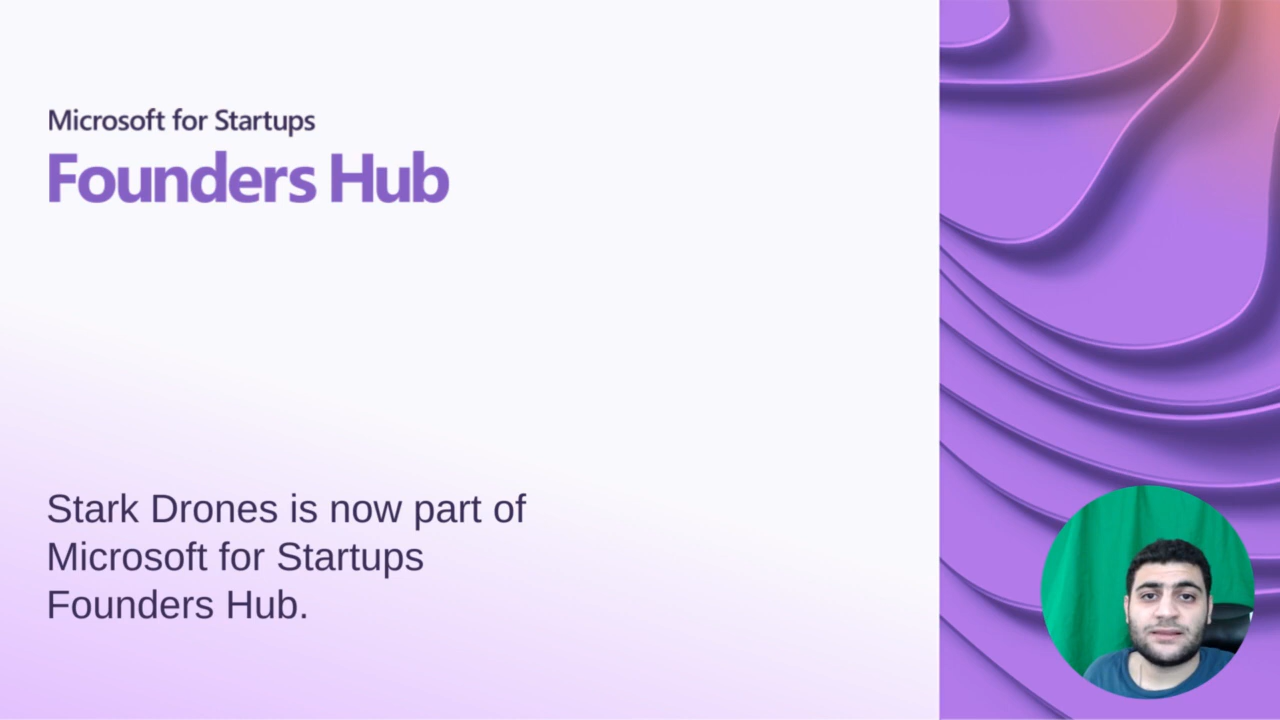 Microsoft for Startups
Founders Hub
Stark Drones is now part of
Microsoft for Startups
Founders Hub.